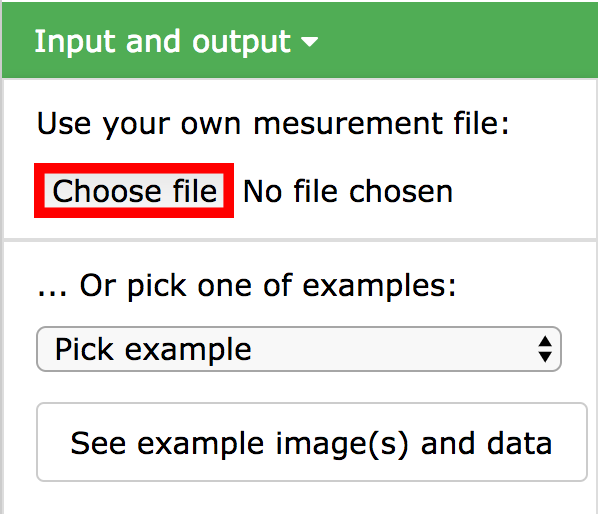 Input and output
Use your own mesurement file:
Choose file No file chosen
... Or pick one of examples:
Pick example
See example image(s) and data